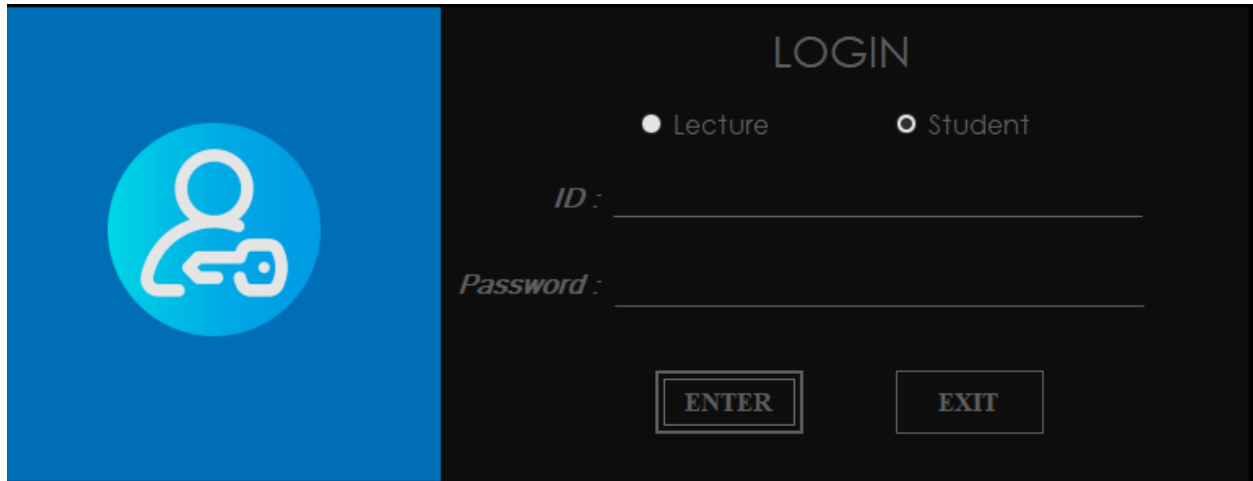 LOGIN
Lecture Student
ID :
Password :
ENTER EXIT